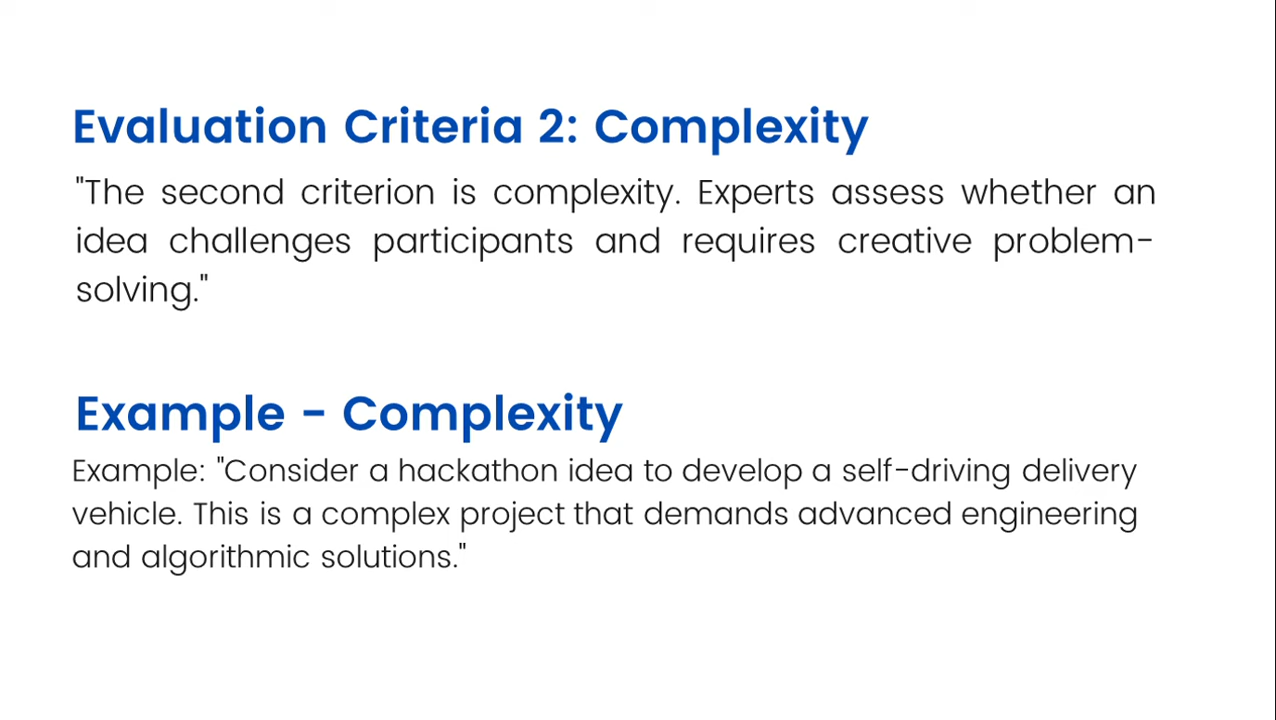 Evaluation Criteria 2: Complexity
"The second criterion is complexity. Experts assess whether an
idea challenges participants and requires creative problem-
solving."
Example - Complexity
Example: "Consider a hackathon idea to develop a self-driving delivery
vehicle. This is a complex project that demands advanced engineering
and algorithmic solutions."